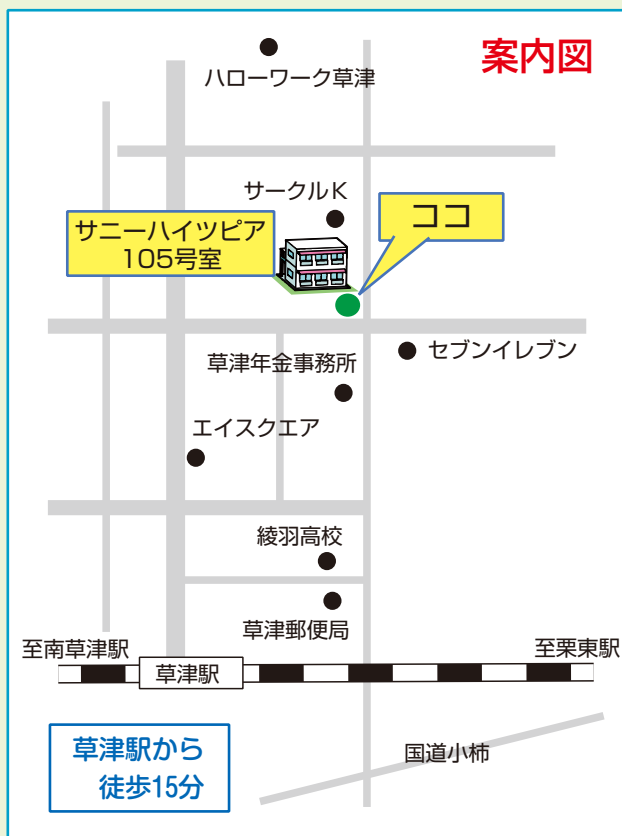 案内図
ハローワーク草津
サークルK
ココ
サニーハイツピア
105号室
セブンイレブン
草津年金事務所
エイスクエア
綾羽高校
草津郵便局
至南草津駅
至栗東駅
草津駅
草津駅から
徒歩15分
国道小柿